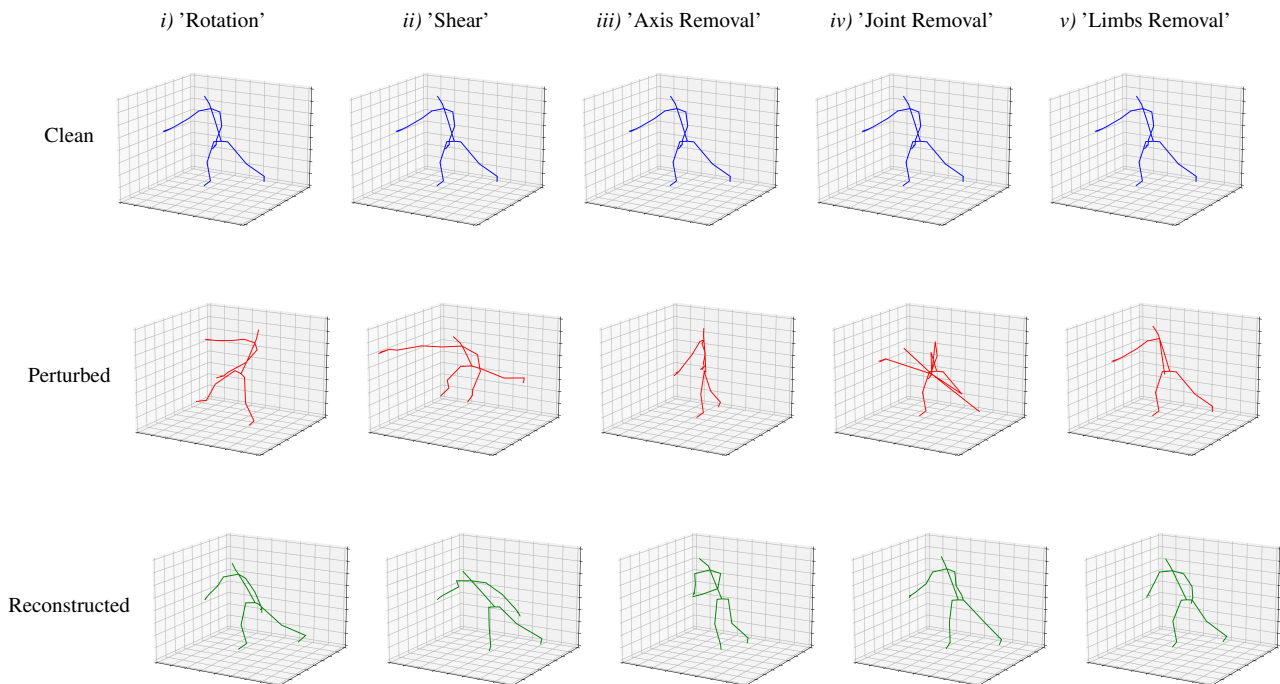 i) ’Rotation’ ii) ’Shear’ iii) ’Axis Removal’ iv) ’Joint Removal’ v) ’Limbs Removal’
Clean
Perturbed
Reconstructed